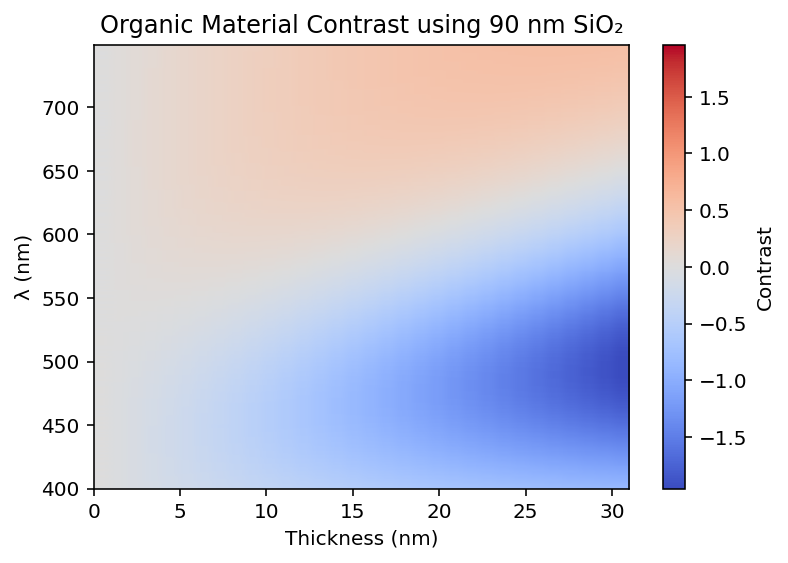 Organic Material Contrast using 90 nm SiO₂
700
650
600
550
500
450
400
λ (nm)
0 5 10 15 20 25 30
Thickness (nm)
1.5
1.0
0.5
0.0
−0.5
−1.0
−1.5
Contrast